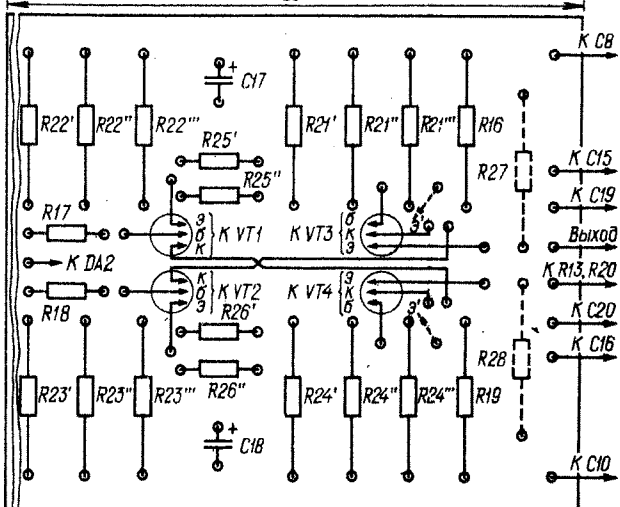 К С8
+
C17
R22' R22" R22"' R21' R21" R21"' R16
R25'
R27
К С15
R25"
К С19
R17
Э
б
к
К VT1
К VT3
б
к
Э
Э'
Выход
К DA2
К R13, R20
R18
к
б
Э
К VT2
К VT4
Э
к
б
Э'
К С20
R26'
К С16
R28
R26"
R23' R23" R23"' R24' R24" R24"' R19
+
C18
К С10